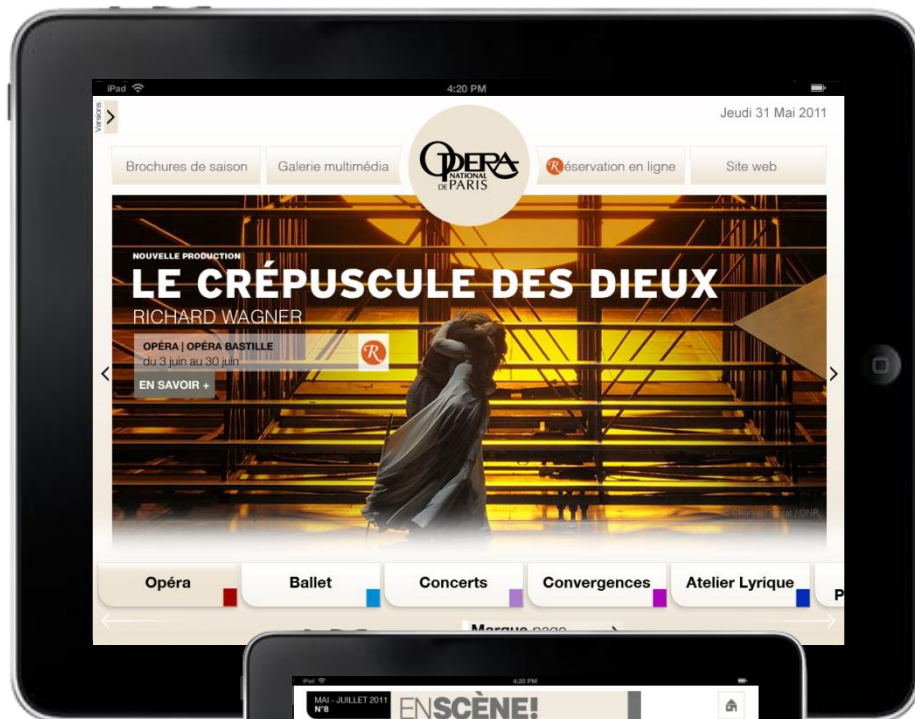 iPad 4:20 PM
Versions
Jeudi 31 Mai 2011
Brochures de saison
Galerie multimédia
OPERA
NATIONAL
DE PARIS
Réservation en ligne
Site web
NOUVELLE PRODUCTION
LE CRÉPUSCULE DES DIEUX
RICHARD WAGNER
OPÉRA | OPÉRA BASTILLE
du 3 juin au 30 juin
R
EN SAVOIR +
Opéra
Ballet
Concerts
Convergences
Atelier Lyrique
P
Marque page
iPad 4:20 PM
MAI - JUILLET 2011
N°8
ENSCÈNE!